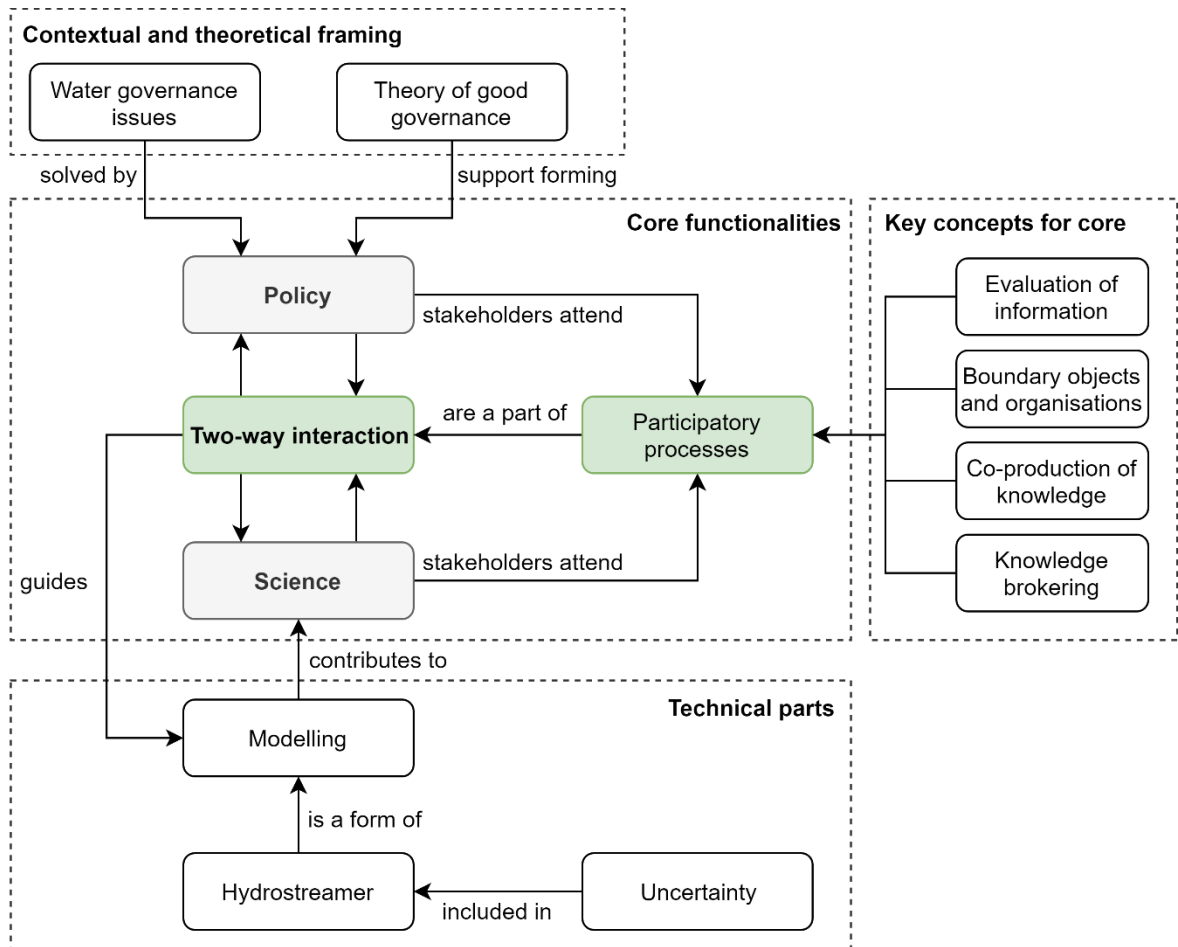 Contextual and theoretical framing
Water governance
issues
Theory of good
governance
solved by
support forming
Core functionalities
Key concepts for core
Policy
stakeholders attend
Two-way interaction
are a part of
Participatory
processes
Science
stakeholders attend
guides
Evaluation of
information
Boundary objects
and organisations
Co-production of
knowledge
Knowledge
brokering
contributes to
Technical parts
Modelling
is a form of
Hydrostreamer
included in
Uncertainty